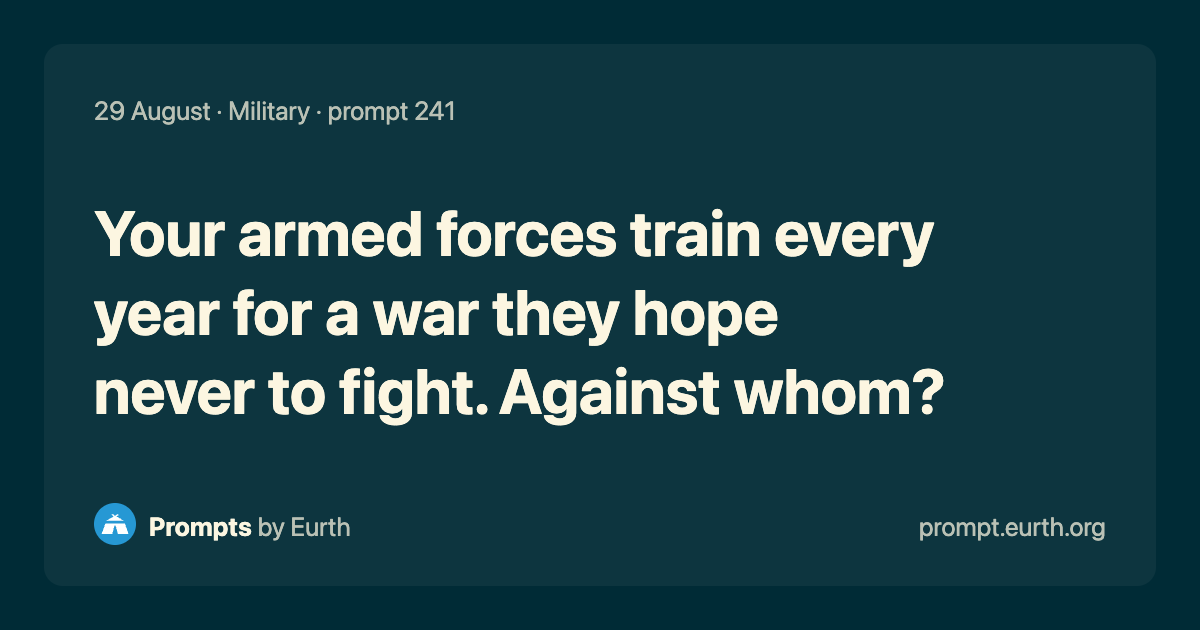 29 August · Military · prompt 241
Your armed forces train every
year for a war they hope
never to fight. Against whom?
Prompts by Eurth
prompt.eurth.org